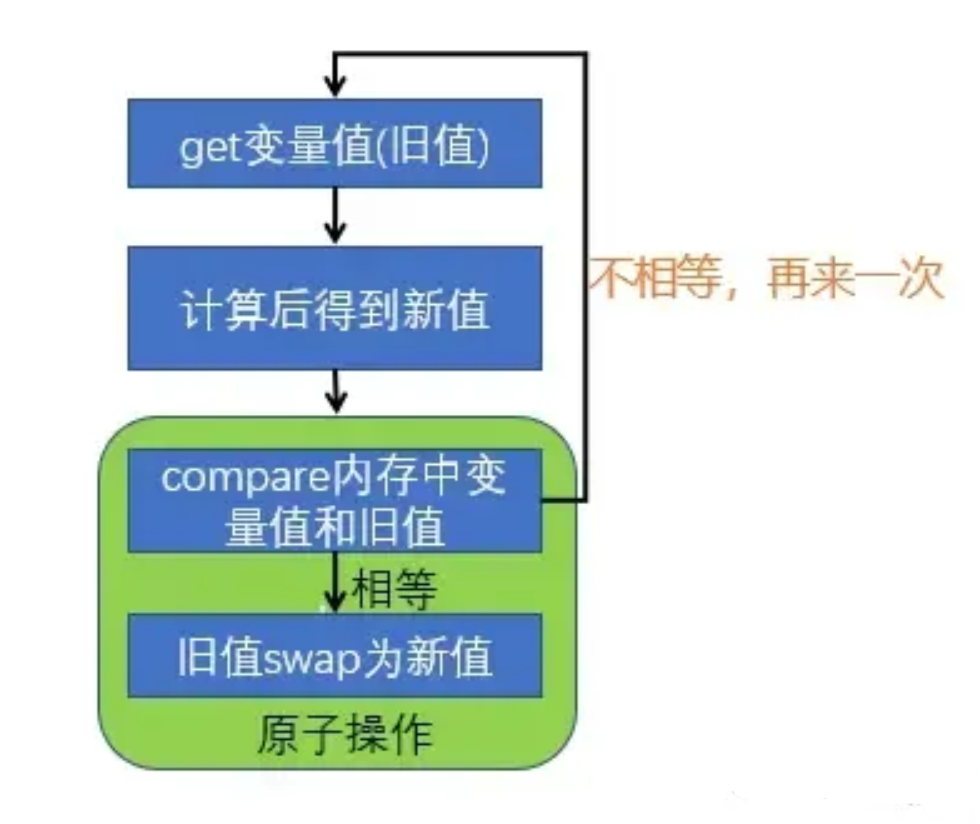 get变量值(旧值)
不相等，再来一次
计算后得到新值
compare内存中变
量值和旧值
相等
旧值swap为新值
原子操作